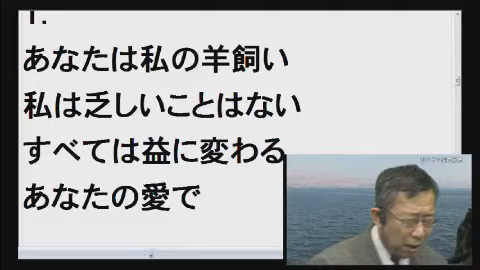 1.
あなたは私の羊飼い
私は乏しいことはない
すべては益に変わる
あなたの愛で